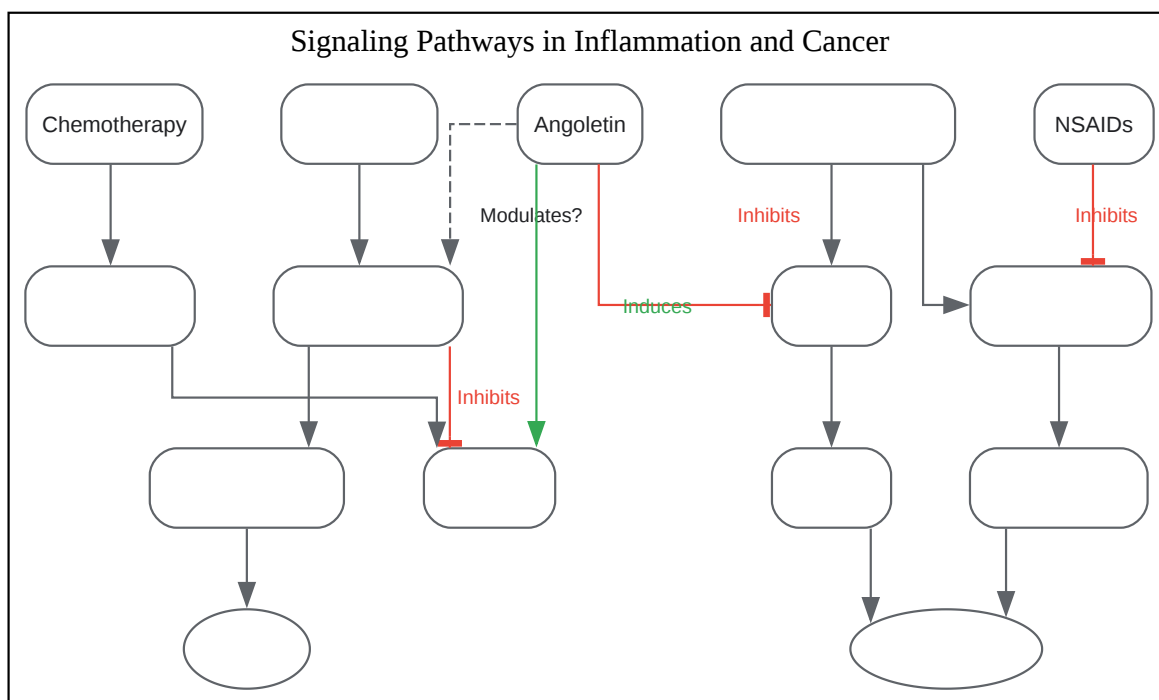 Signaling Pathways in Inflammation and Cancer
Chemotherapy
Angoletin
NSAIDs
Modulates?
Inhibits
Inhibits
Induces
Inhibits